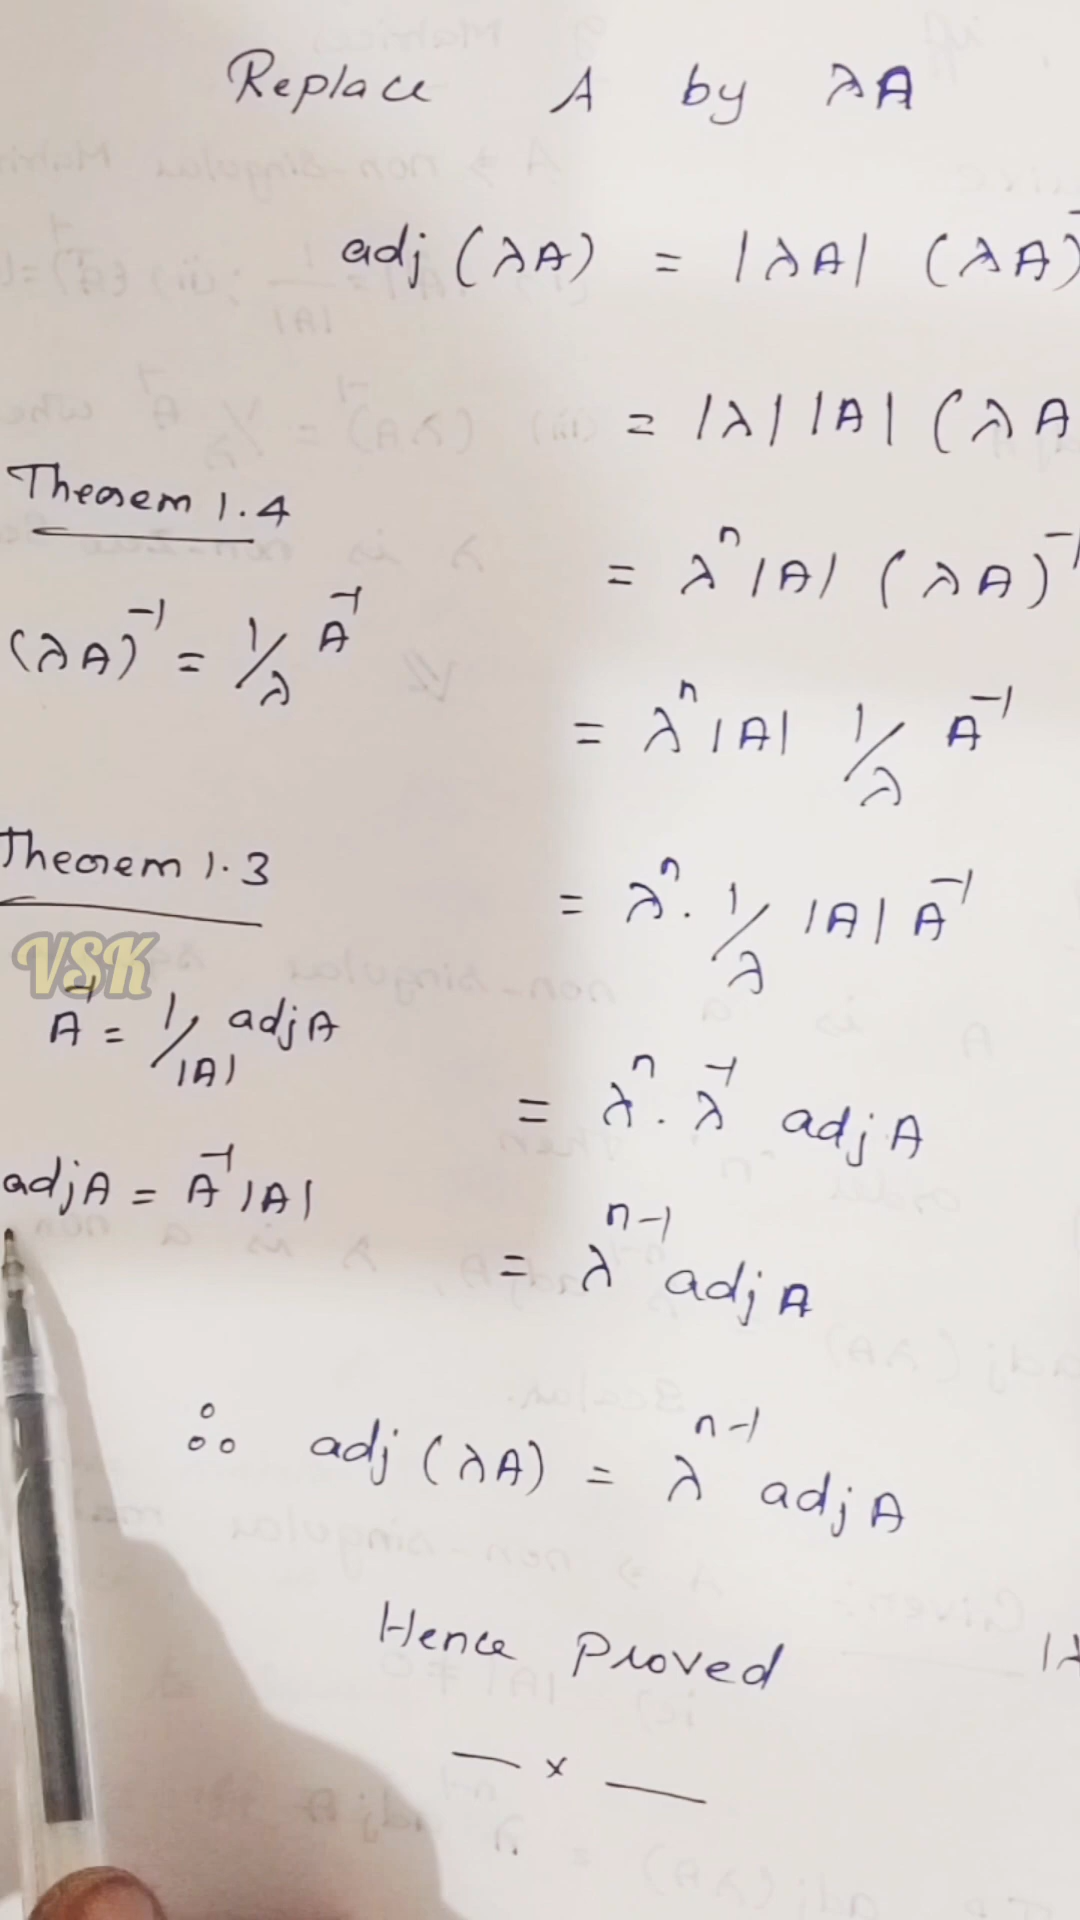 Replace A by λA
adj (λA) = |λA| (λA)⁻
= |λ| |A| (λA
= λⁿ |A| (λA)⁻¹
= λⁿ |A| 1/λ A⁻¹
= λⁿ . 1/λ |A| A⁻¹
= λⁿ . λ⁻¹ adj A
= λⁿ⁻¹ adj A
Theorem 1.4
(λA)⁻¹ = 1/λ A⁻¹
Theorem 1.3
VSK
A⁻¹ = 1/|A| adj A
adj A = A⁻¹ |A|
∴ adj (λA) = λⁿ⁻¹ adj A
Hence Proved
— × —